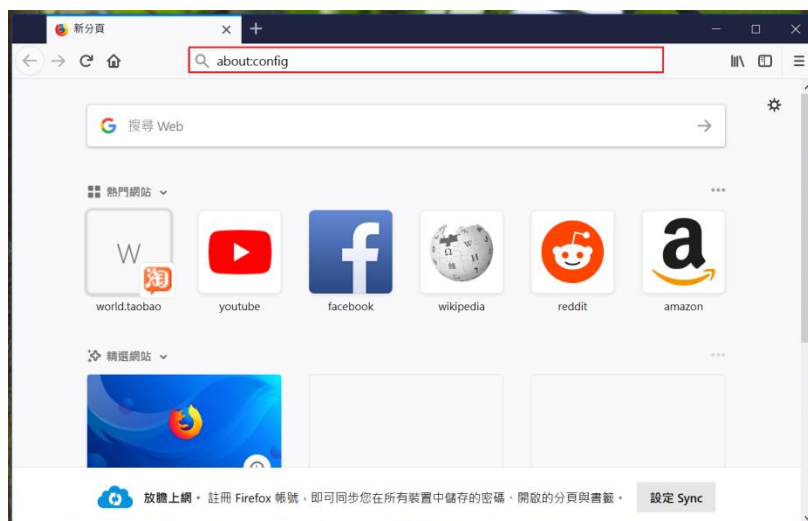 新分頁
about:config
搜尋 Web
熱門網站
W
淘
world.taobao
youtube
facebook
wikipedia
reddit
amazon
精選網站
放膽上網。註冊 Firefox 帳號,即可同步您在所有裝置中儲存的密碼、開啟的分頁與書籤。 設定 Sync